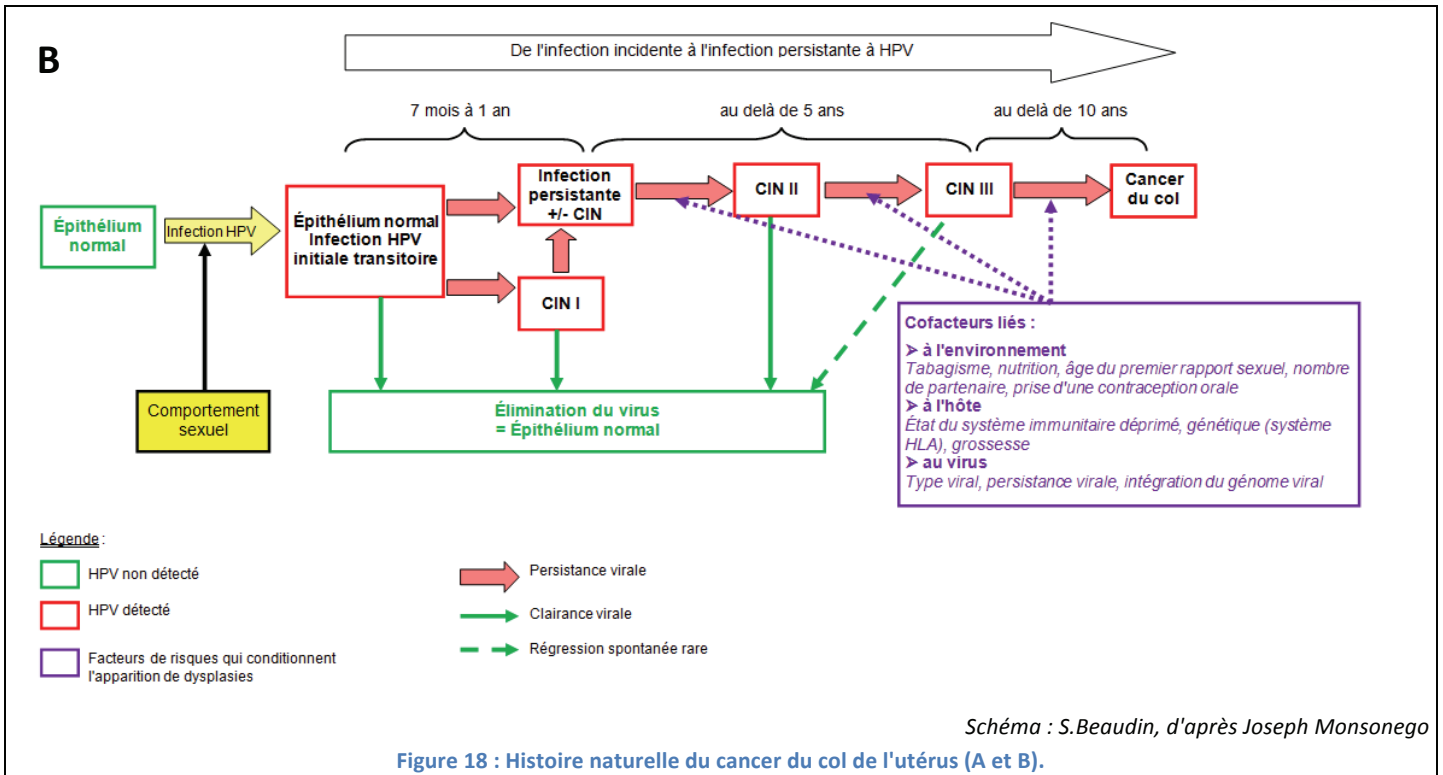 B
De l'infection incidente à l'infection persistante à HPV
7 mois à 1 an
au delà de 5 ans
au delà de 10 ans
Épithélium
normal
Infection HPV
Épithélium normal
Infection HPV
initiale transitoire
Infection
persistante
+/- CIN
CIN I
CIN II
CIN III
Cancer
du col
Comportement
sexuel
Élimination du virus
= Épithélium normal
Cofacteurs liés :
➢ à l'environnement
Tabagisme, nutrition, âge du premier rapport sexuel, nombre
de partenaire, prise d'une contraception orale
➢ à l'hôte
État du système immunitaire déprimé, génétique (système
HLA), grossesse
➢ au virus
Type viral, persistance virale, intégration du génome viral
Légende :
HPV non détecté
HPV détecté
Facteurs de risques qui conditionnent
l'apparition de dysplasies
Persistance virale
Clairance virale
Régression spontanée rare
Schéma : S.Beaudin, d'après Joseph Monsonego
Figure 18 : Histoire naturelle du cancer du col de l'utérus (A et B).